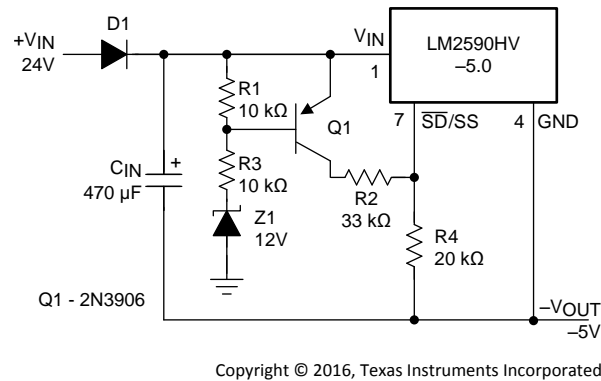 D1
+VIN
24V
VIN
1
LM2590HV
–5.0
7
SD/SS
4
GND
R1
10 kΩ
Q1
R3
10 kΩ
CIN
+
470 µF
R2
33 kΩ
Z1
12V
R4
20 kΩ
Q1 - 2N3906
–VOUT
–5V
Copyright © 2016, Texas Instruments Incorporated